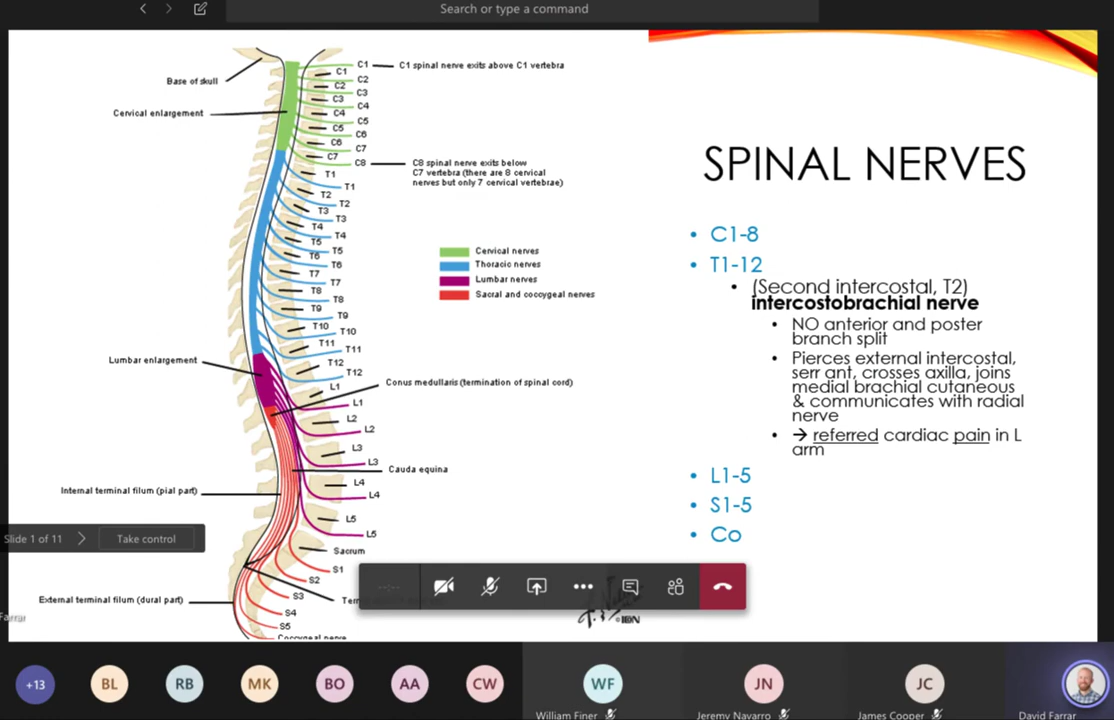 Search or type a command
SPINAL NERVES
• C1-8
• T1-12
• (Second intercostal, T2)
intercostobrachial nerve
• NO anterior and poster
branch split
• Pierces external intercostal,
serr ant, crosses axilla, joins
medial brachial cutaneous
& communicates with radial
nerve
• → referred cardiac pain in L
arm
• L1-5
• S1-5
• Co
Base of skull
Cervical enlargement
Lumbar enlargement
Internal terminal filum (pial part)
External terminal filum (dural part)
C1
C1 spinal nerve exits above C1 vertebra
C1
C2
C2
C3
C3
C4
C4
C5
C5
C6
C6
C7
C7
C8
C8 spinal nerve exits below
C7 vertebra (there are 8 cervical
nerves but only 7 cervical vertebrae)
T1
T1
T2
T2
T3
T3
T4
T4
T5
T5
T6
T6
T7
T7
T8
T8
T9
T9
T10
T10
T11
T11
T12
T12
L1
Conus medullaris (termination of spinal cord)
L1
L2
L2
L3
L3
Cauda equina
L4
L4
L5
L5
Sacrum
S1
S2
S3
S4
S5
Coccygeal nerve
Cervical nerves
Thoracic nerves
Lumbar nerves
Sacral and coccygeal nerves
Slide 1 of 11
Take control
Farrar
+13
BL
RB
MK
BO
AA
CW
WF
JN
JC
William Finer
Jeremy Navarro
James Cooper
David Farrar